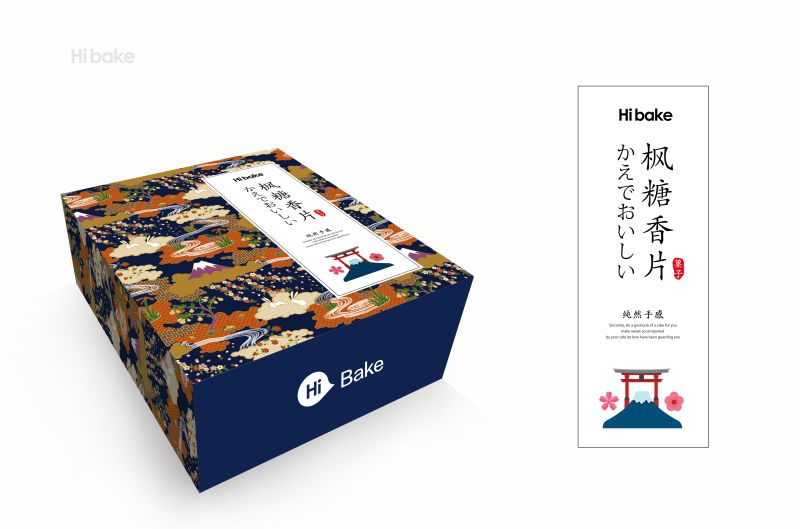 Hi bake
Hi bake
枫糖香片
かえでおいしい
菓子
纯然手感
Hi
Bake
Hi bake
枫糖香片
かえでおいしい
菓子
纯然手感
Sincerely, do a good job of a cake for you
make sweet accompanied
by your side let love have been guarding you